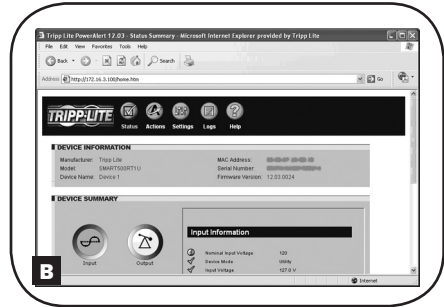 Tripp Lite PowerAlert 12.03 - Status Summary - Microsoft Internet Explorer provided by Tripp Lite
File Edit View Favorites Tools Help
Back Search
Address http://172.16.3.100/home.htm Go
TRIPP·LITE
Status Actions Settings Logs Help
DEVICE INFORMATION
Manufacturer: Tripp Lite MAC Address:
Model: SMART500RT1U Serial Number:
Device Name: Device 1 Firmware Version: 12.03.0024
DEVICE SUMMARY
Input Output
Input Information
Nominal Input Voltage 120
Device Mode Utility
Input Voltage 127.0 V
B
Internet